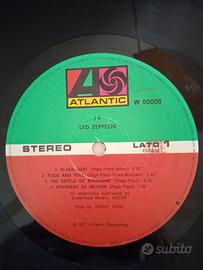 ATLANTIC
W 50008
IV
LED ZEPPELIN
STEREO
LATO 1
1. BLACK DOG (Page-Plant-Jones)
2. ROCK AND ROLL (Page-Plant-Jones-Bonham)
3. THE BATTLE OF EVERMORE (Page-Plant)
4. STAIRWAY TO HEAVEN (Page-Plant)
All selections published by
Superhype Music, ASCAP
Prod. by JIMMY PAGE
℗ 1971 Atlantic Recording
subito